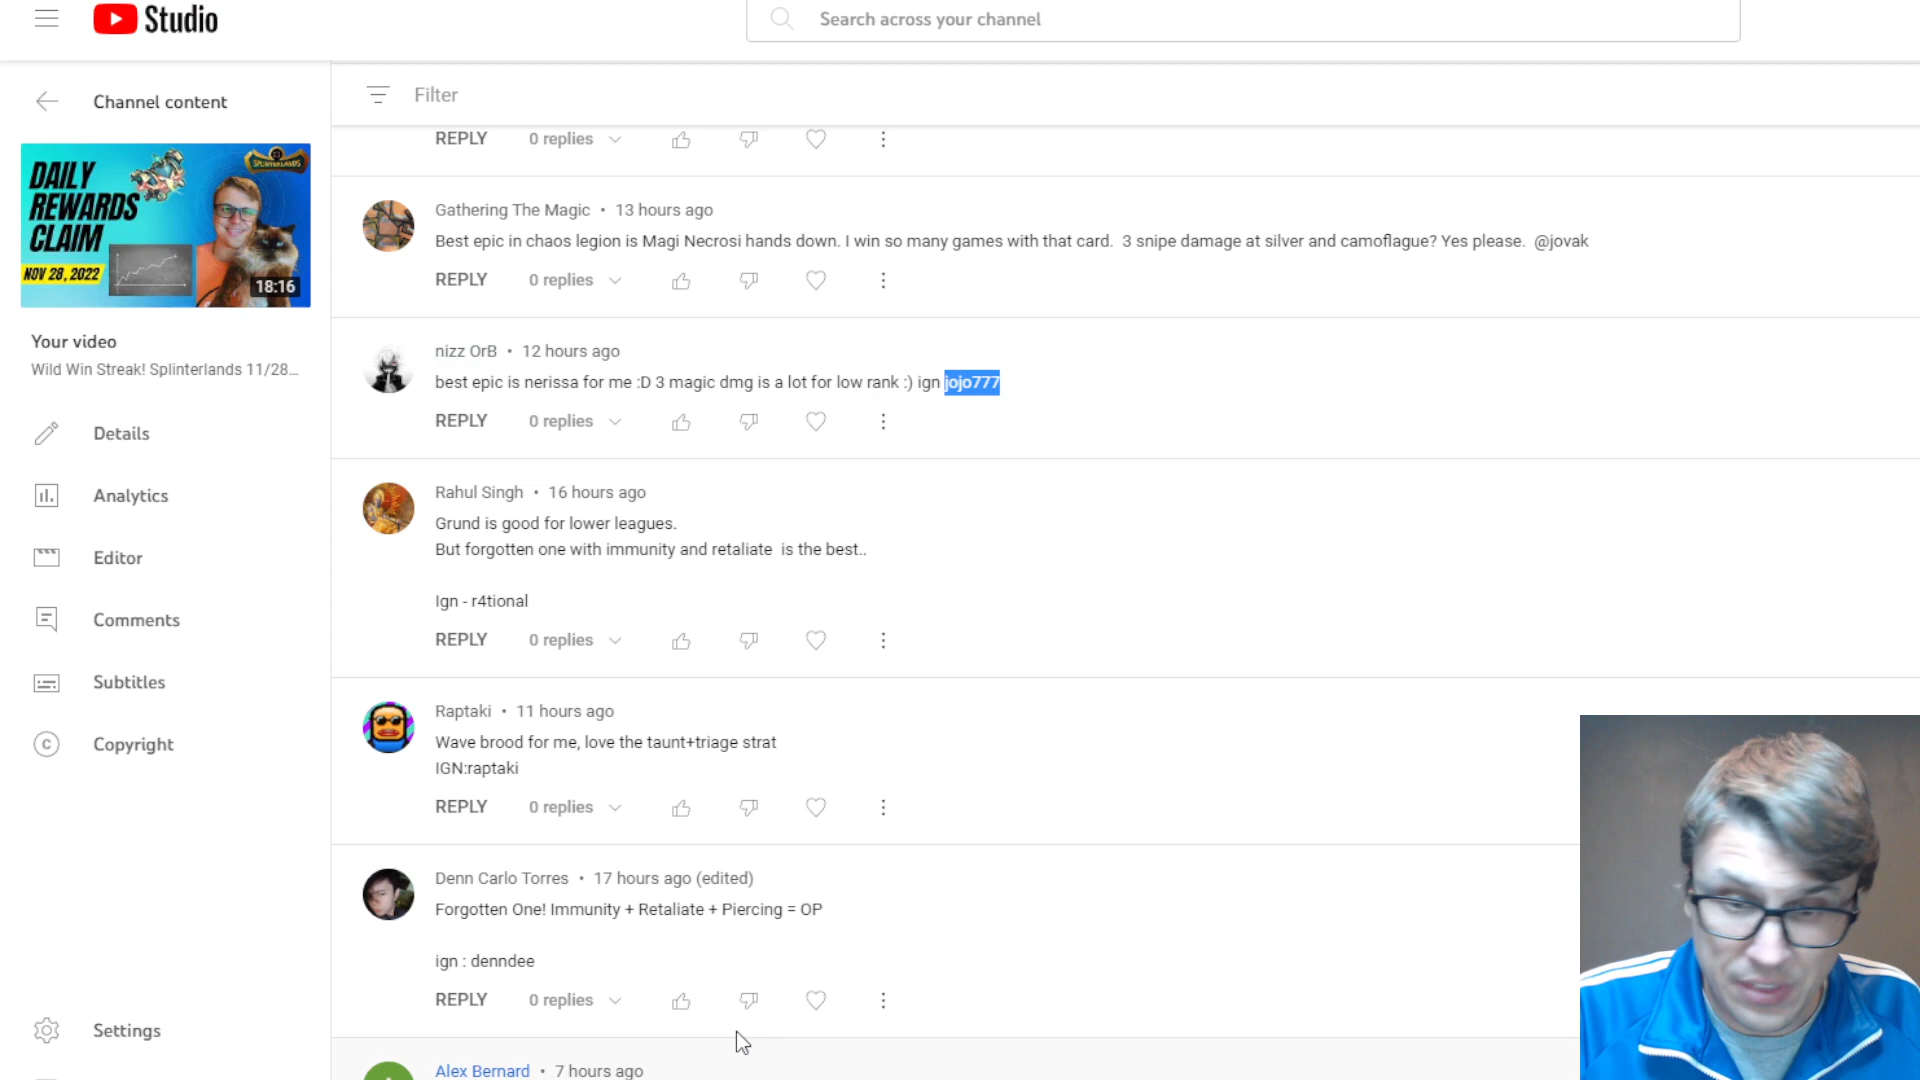 Studio
Search across your channel
Channel content
Filter
DAILY
REWARDS
CLAIM
NOV 28, 2022
SPLINTERLANDS
18:16
Your video
Wild Win Streak! Splinterlands 11/28...
Details
Analytics
Editor
Comments
Subtitles
Copyright
Settings
REPLY 0 replies
Gathering The Magic • 13 hours ago
Best epic in chaos legion is Magi Necrosi hands down. I win so many games with that card. 3 snipe damage at silver and camoflague? Yes please. @jovak
REPLY 0 replies
nizz OrB • 12 hours ago
best epic is nerissa for me :D 3 magic dmg is a lot for low rank :) ign jojo777
REPLY 0 replies
Rahul Singh • 16 hours ago
Grund is good for lower leagues.
But forgotten one with immunity and retaliate is the best..
Ign - r4tional
REPLY 0 replies
Raptaki • 11 hours ago
Wave brood for me, love the taunt+triage strat
IGN:raptaki
REPLY 0 replies
Denn Carlo Torres • 17 hours ago (edited)
Forgotten One! Immunity + Retaliate + Piercing = OP
ign : denndee
REPLY 0 replies
Alex Bernard • 7 hours ago